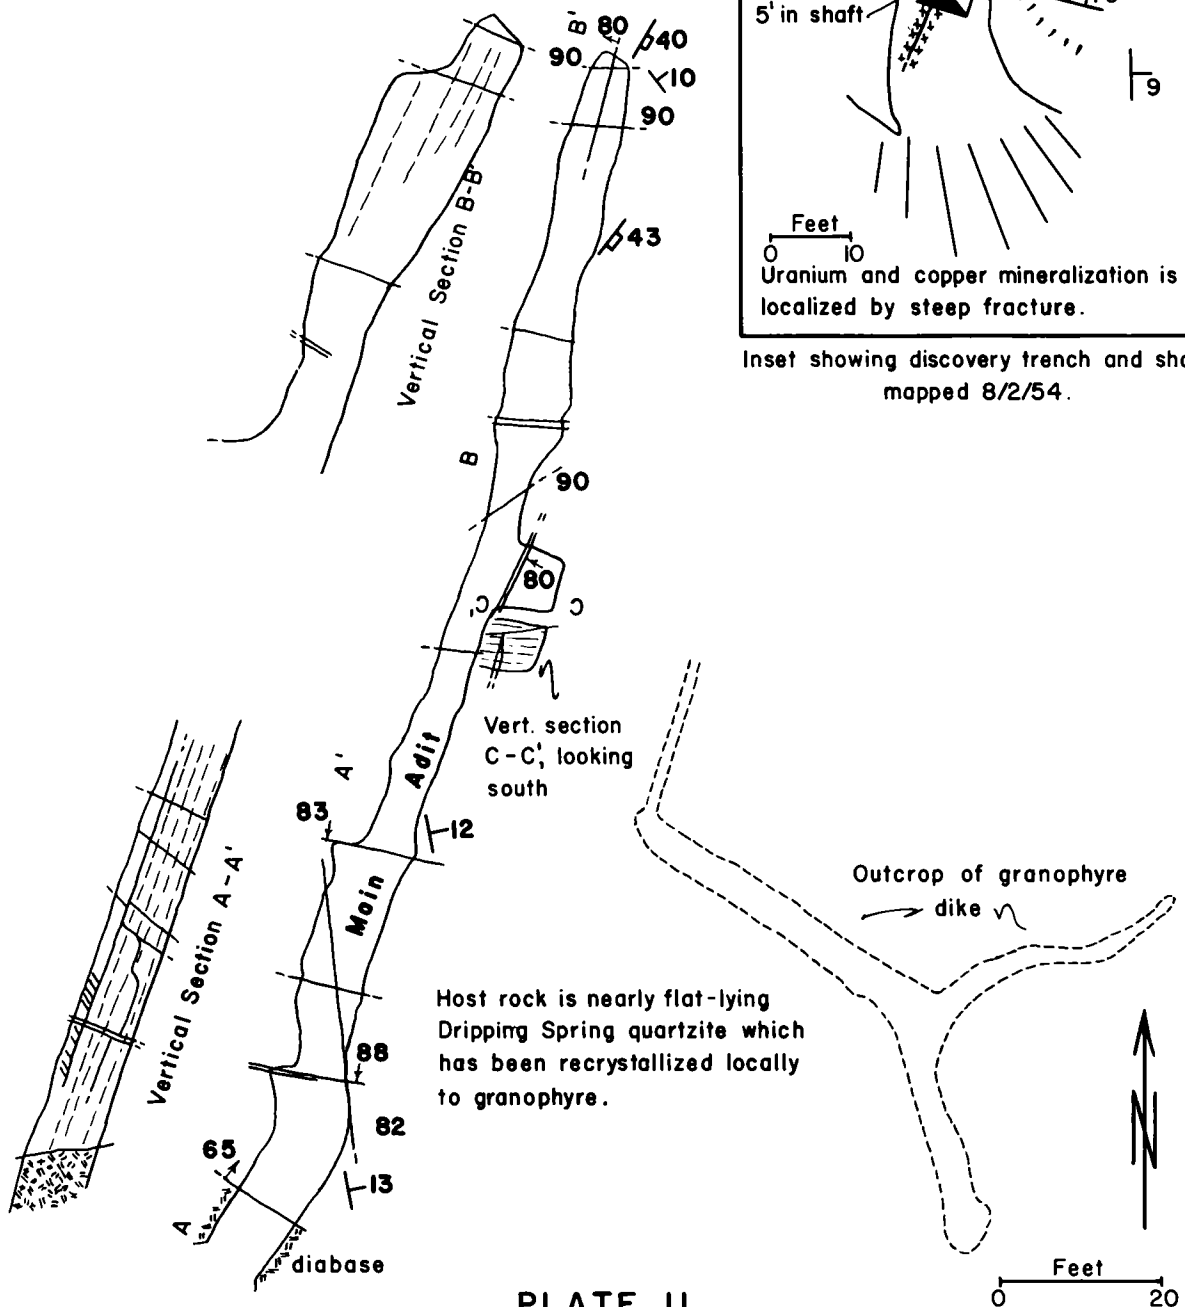 5' in shaft
9
Feet
0 10
Uranium and copper mineralization is
localized by steep fracture.
Inset showing discovery trench and
mapped 8/2/54.
B'
80
40
90
10
90
43
Vertical Section B-B'
B
90
80
C' C
Vert. section
C-C', looking
south
A'
Adit
83
12
Main
Vertical Section A-A'
Outcrop of granophyre
dike
Host rock is nearly flat-lying
Dripping Spring quartzite which
has been recrystallized locally
to granophyre.
88
82
65
13
A
diabase
N
Feet
0 20
PLATE II